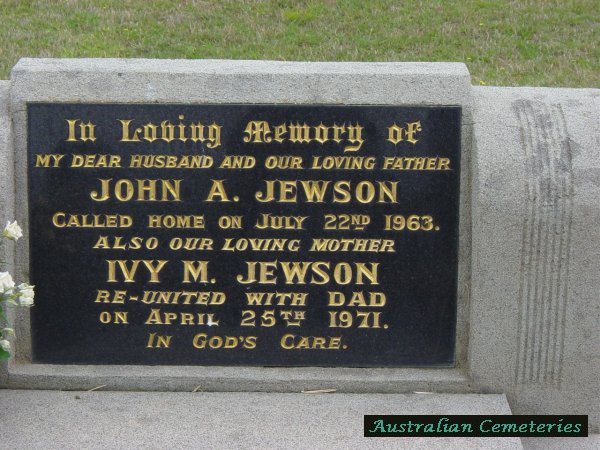 In Loving Memory of
MY DEAR HUSBAND AND OUR LOVING FATHER
JOHN A. JEWSON
CALLED HOME ON JULY 22ND 1963.
ALSO OUR LOVING MOTHER
IVY M. JEWSON
RE-UNITED WITH DAD
ON APRIL 25TH 1971.
IN GOD'S CARE.
Australian Cemeteries